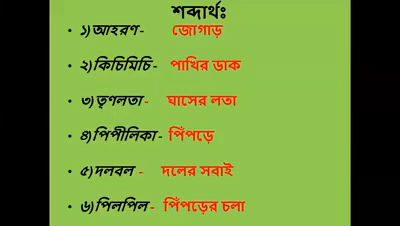 শব্দার্থঃ
• ১)আহরণ- জোগাড়
• ২)কিচিমিচি- পাখির ডাক
• ৩)তৃণলতা- ঘাসের লতা
• ৪)পিপীলিকা- পিঁপড়ে
• ৫)দলবল - দলের সবাই
• ৬)পিলপিল- পিঁপড়ের চলা